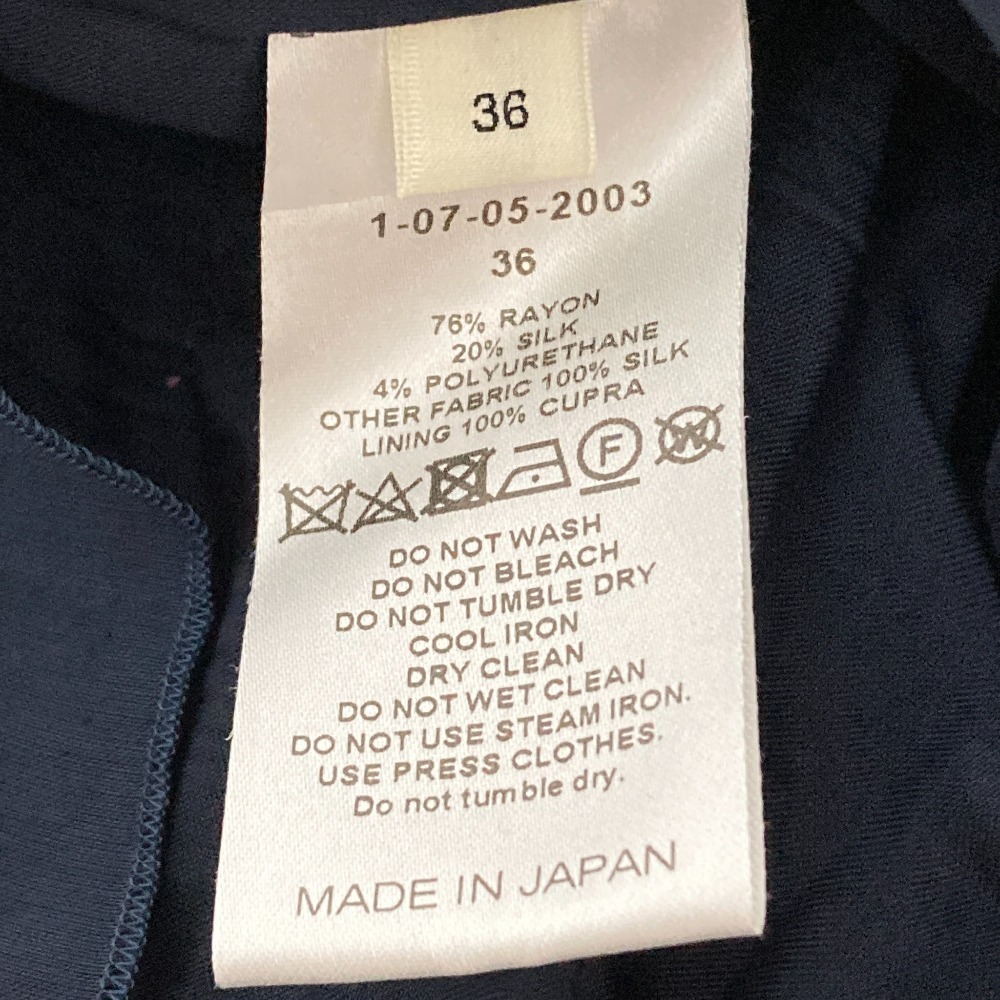 36
1-07-05-2003
36
76% RAYON
20% SILK
4% POLYURETHANE
OTHER FABRIC 100% SILK
LINING 100% CUPRA
F W
DO NOT WASH
DO NOT BLEACH
DO NOT TUMBLE DRY
COOL IRON
DRY CLEAN
DO NOT WET CLEAN
DO NOT USE STEAM IRON.
USE PRESS CLOTHES.
Do not tumble dry.
MADE IN JAPAN